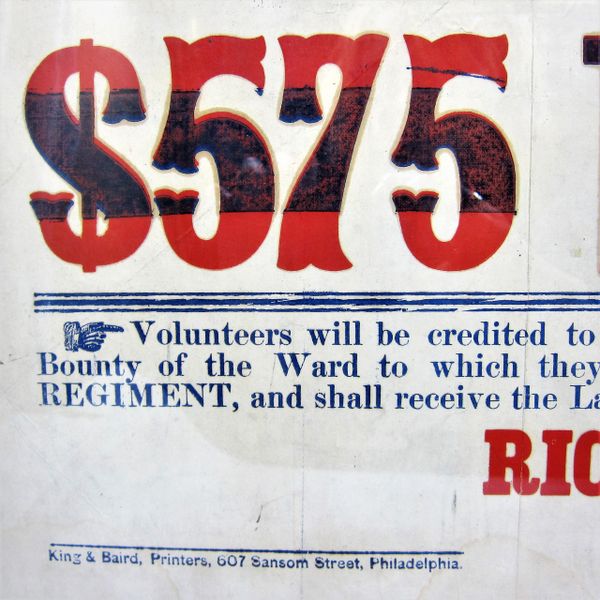 $575
Volunteers will be credited to
Bounty of the Ward to which they
REGIMENT, and shall receive the La
RIC
King & Baird, Printers, 607 Sansom Street, Philadelphia.